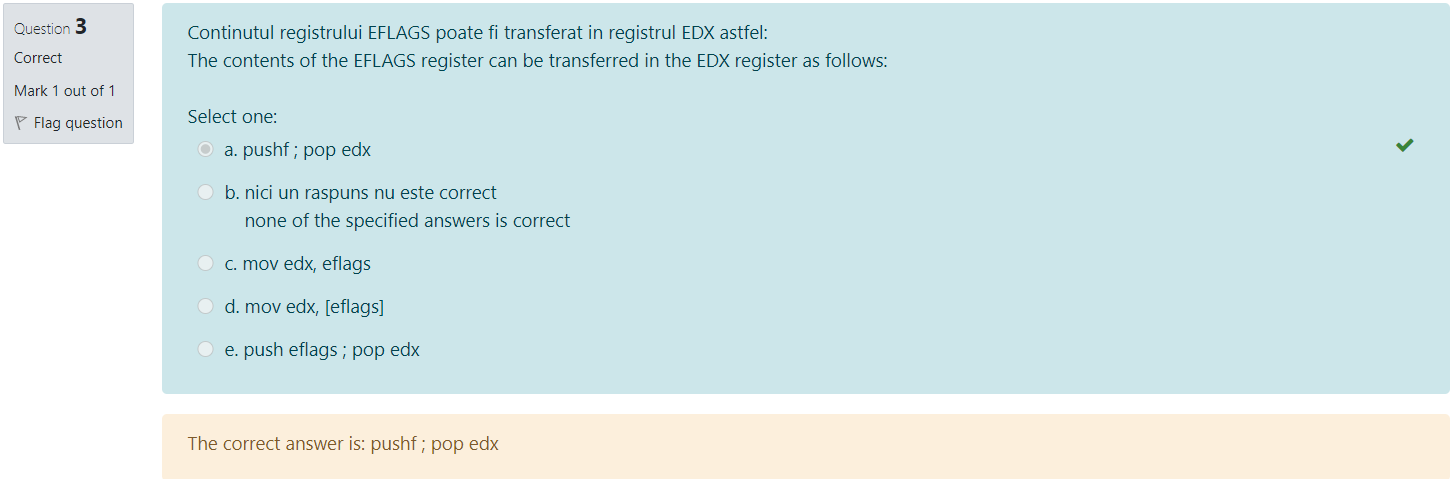 Question 3
Correct
Mark 1 out of 1
Flag question
Continutul registrului EFLAGS poate fi transferat in registrul EDX astfel:
The contents of the EFLAGS register can be transferred in the EDX register as follows:
Select one:
a. pushf ; pop edx
b. nici un raspuns nu este correct
none of the specified answers is correct
c. mov edx, eflags
d. mov edx, [eflags]
e. push eflags ; pop edx
The correct answer is: pushf ; pop edx